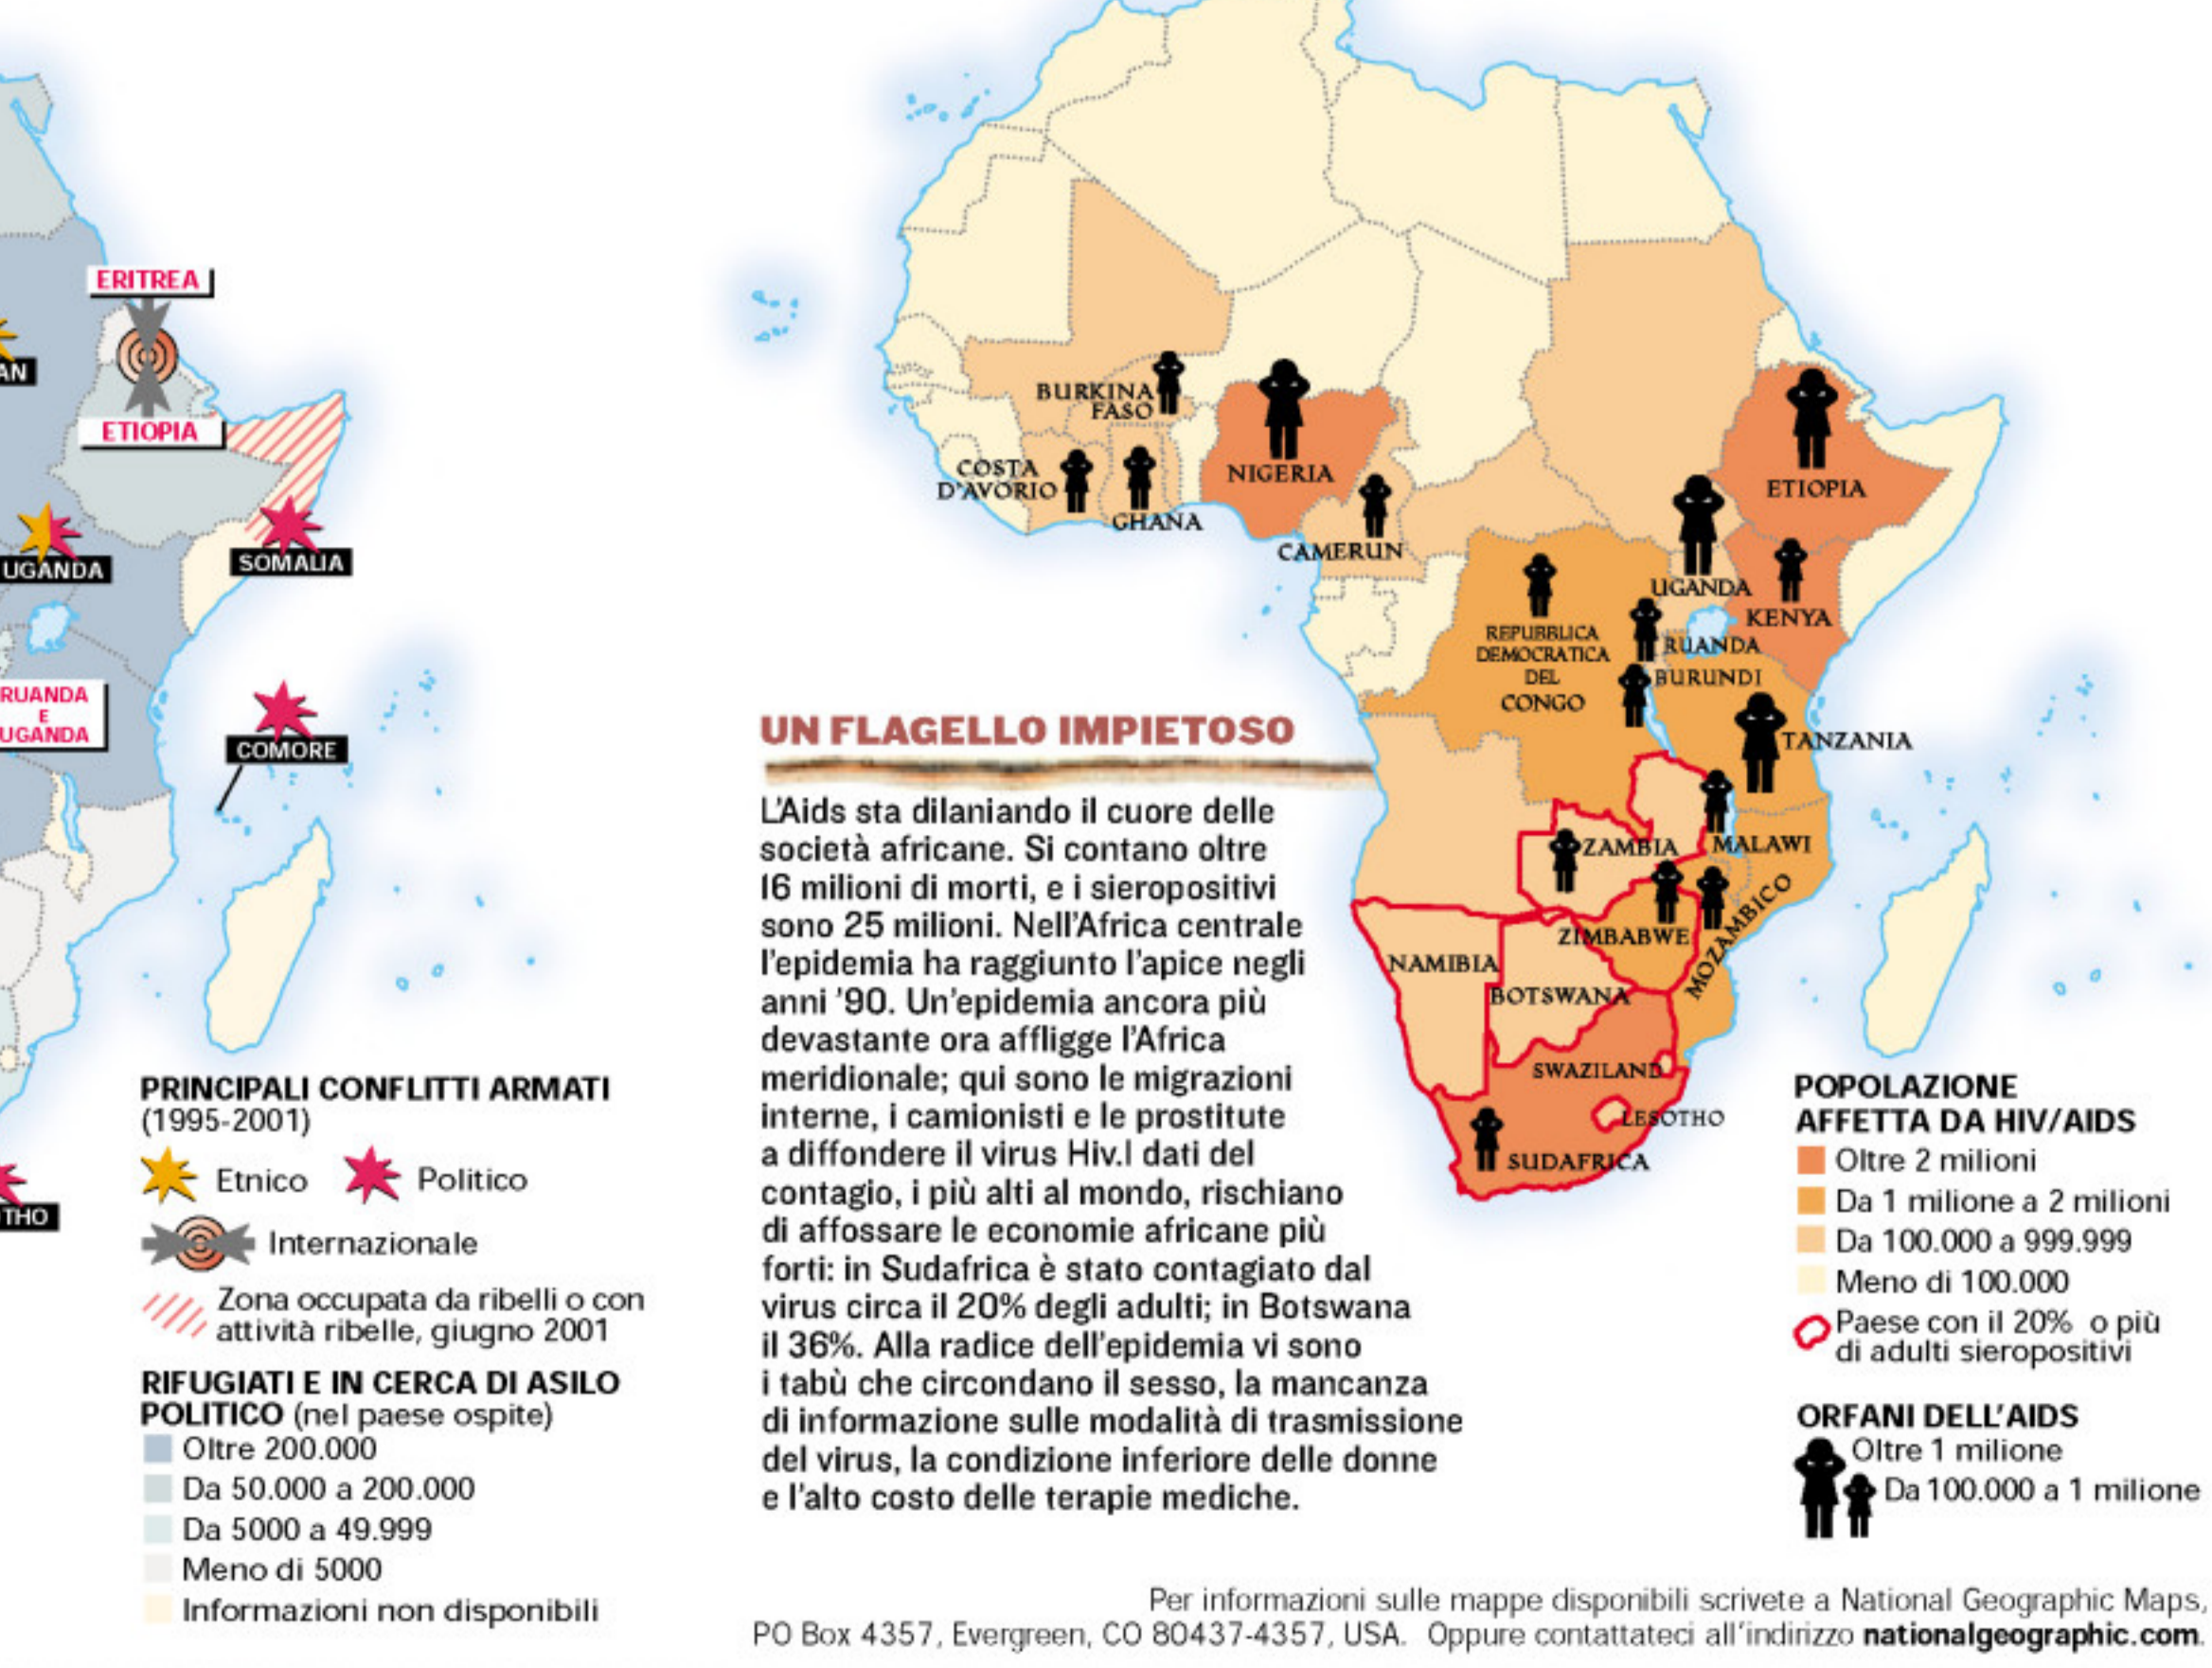 ERITREA
AN
ETIOPIA
UGANDA
SOMALIA
RUANDA
E
UGANDA
COMORE
THO
PRINCIPALI CONFLITTI ARMATI
(1995-2001)
Etnico
Politico
Internazionale
Zona occupata da ribelli o con
attività ribelle, giugno 2001
RIFUGIATI E IN CERCA DI ASILO
POLITICO (nel paese ospite)
Oltre 200.000
Da 50.000 a 200.000
Da 5000 a 49.999
Meno di 5000
Informazioni non disponibili
BURKINA
FASO
COSTA
D'AVORIO
GHANA
NIGERIA
CAMERUN
ETIOPIA
UGANDA
KENYA
REPUBBLICA
DEMOCRATICA
DEL
CONGO
RUANDA
BURUNDI
TANZANIA
ZAMBIA
MALAWI
MOZAMBICO
ZIMBABWE
NAMIBIA
BOTSWANA
SWAZILAND
LESOTHO
SUDAFRICA
UN FLAGELLO IMPIETOSO
L'Aids sta dilaniando il cuore delle
società africane. Si contano oltre
16 milioni di morti, e i sieropositivi
sono 25 milioni. Nell'Africa centrale
l'epidemia ha raggiunto l'apice negli
anni '90. Un'epidemia ancora più
devastante ora affligge l'Africa
meridionale; qui sono le migrazioni
interne, i camionisti e le prostitute
a diffondere il virus Hiv.I dati del
contagio, i più alti al mondo, rischiano
di affossare le economie africane più
forti: in Sudafrica è stato contagiato dal
virus circa il 20% degli adulti; in Botswana
il 36%. Alla radice dell'epidemia vi sono
i tabù che circondano il sesso, la mancanza
di informazione sulle modalità di trasmissione
del virus, la condizione inferiore delle donne
e l'alto costo delle terapie mediche.
POPOLAZIONE
AFFETTA DA HIV/AIDS
Oltre 2 milioni
Da 1 milione a 2 milioni
Da 100.000 a 999.999
Meno di 100.000
Paese con il 20% o più
di adulti sieropositivi
ORFANI DELL'AIDS
Oltre 1 milione
Da 100.000 a 1 milione
Per informazioni sulle mappe disponibili scrivete a National Geographic Maps,
PO Box 4357, Evergreen, CO 80437-4357, USA. Oppure contattateci all'indirizzo nationalgeographic.com.